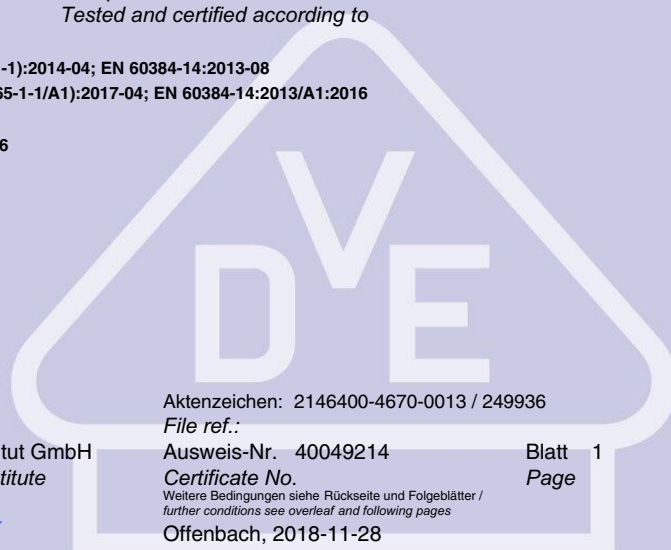 Tested and certified according to
-1):2014-04; EN 60384-14:2013-08
65-1-1/A1):2017-04; EN 60384-14:2013/A1:2016
6
D V E
Aktenzeichen: 2146400-4670-0013 / 249936
File ref.:
tut GmbH Ausweis-Nr. 40049214 Blatt 1
titute Certificate No. Page
Weitere Bedingungen siehe Rückseite und Folgeblätter /
further conditions see overleaf and following pages
Offenbach, 2018-11-28